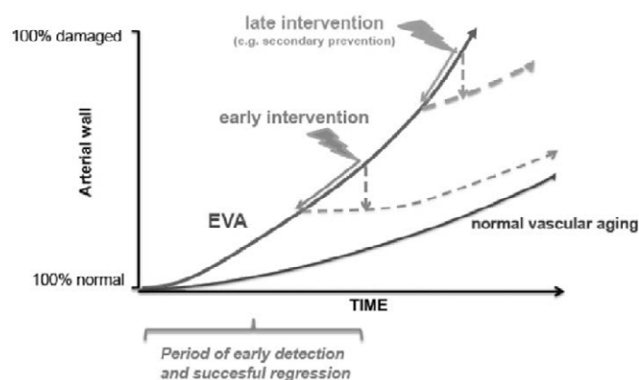 late intervention
(e.g. secondary prevention)
100% damaged
early intervention
Arterial wall
EVA
normal vascular aging
100% normal
TIME
Period of early detection
and succesful regression